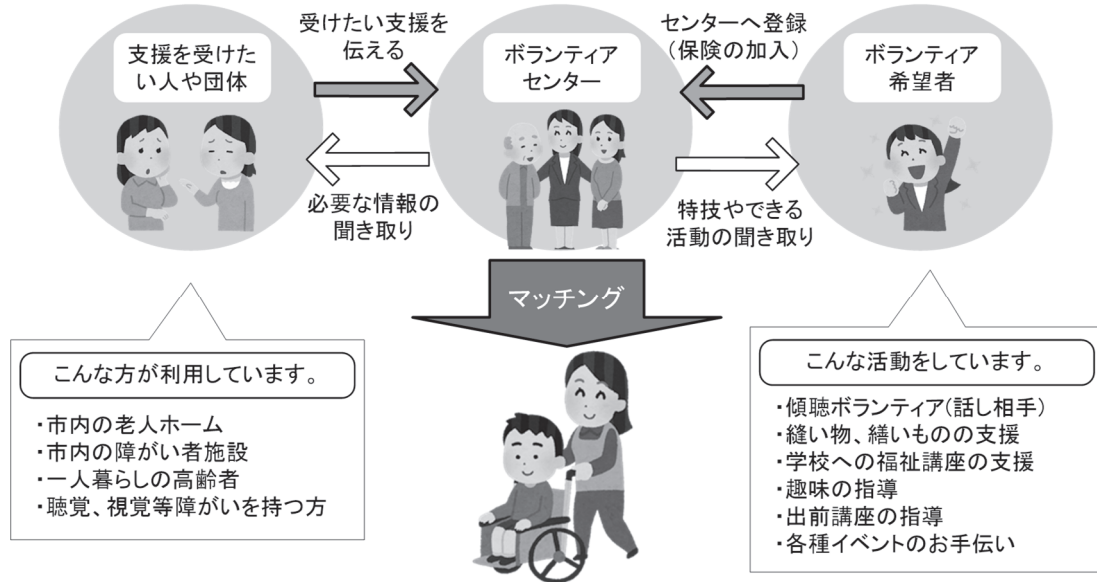 支援を受けた
い人や団体
受けたい支援を
伝える
ボランティア
センター
センターへ登録
(保険の加入)
ボランティア
希望者
必要な情報の
聞き取り
特技やできる
活動の聞き取り
マッチング
こんな方が利用しています。
・市内の老人ホーム
・市内の障がい者施設
・一人暮らしの高齢者
・聴覚、視覚等障がいを持つ方
こんな活動をしています。
・傾聴ボランティア(話し相手)
・縫い物、繕いものの支援
・学校への福祉講座の支援
・趣味の指導
・出前講座の指導
・各種イベントのお手伝い